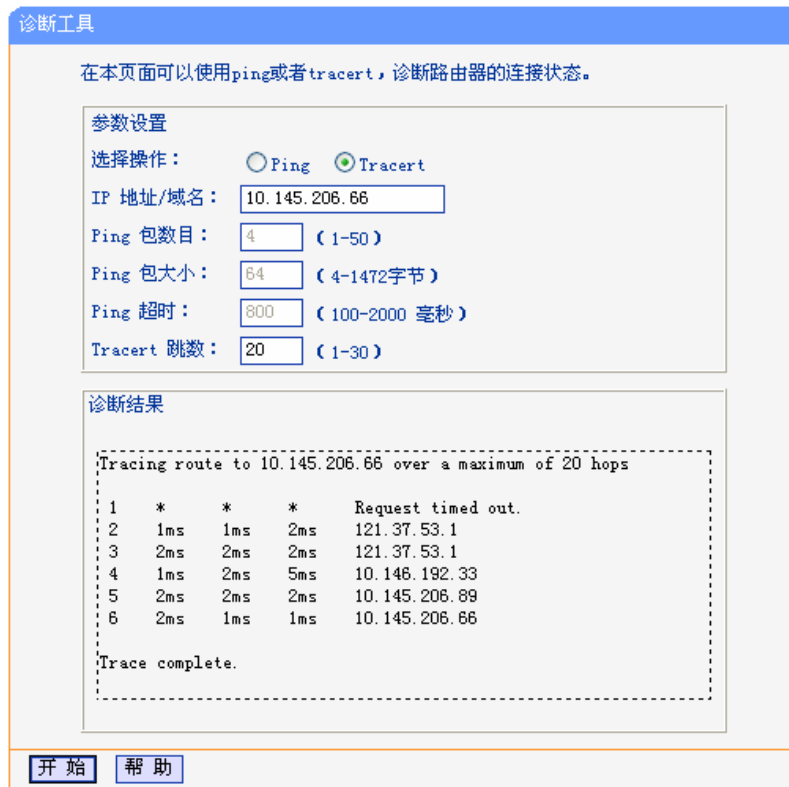 诊断工具
在本页面可以使用ping或者tracert，诊断路由器的连接状态。
参数设置
选择操作： Ping Tracert
IP 地址/域名： 10.145.206.66
Ping 包数目： 4 （1-50）
Ping 包大小： 64 （4-1472字节）
Ping 超时： 800 （100-2000 毫秒）
Tracert 跳数： 20 （1-30）
诊断结果
Tracing route to 10.145.206.66 over a maximum of 20 hops
1 * * * Request timed out.
2 1ms 1ms 2ms 121.37.53.1
3 2ms 2ms 2ms 121.37.53.1
4 1ms 2ms 5ms 10.146.192.33
5 2ms 2ms 2ms 10.145.206.89
6 2ms 1ms 1ms 10.145.206.66
Trace complete.
开 始 帮 助